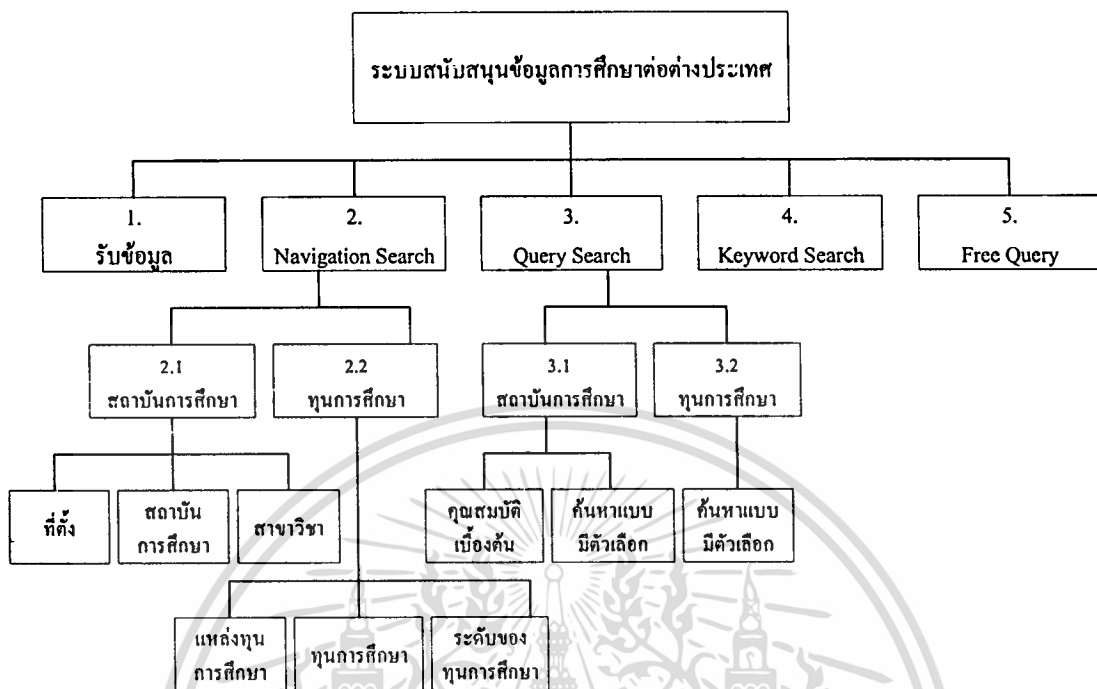 ระบบสนับสนุนข้อมูลการศึกษาต่อต่างประเทศ
1.
รับข้อมูล
2.
Navigation Search
3.
Query Search
4.
Keyword Search
5.
Free Query
2.1
สถาบันการศึกษา
2.2
ทุนการศึกษา
3.1
สถาบันการศึกษา
3.2
ทุนการศึกษา
ที่ตั้ง
สถาบัน
การศึกษา
สาขาวิชา
คุณสมบัติ
เบื้องต้น
ค้นหาแบบ
มีตัวเลือก
ค้นหาแบบ
มีตัวเลือก
แหล่งทุน
การศึกษา
ทุนการศึกษา
ระดับของ
ทุนการศึกษา